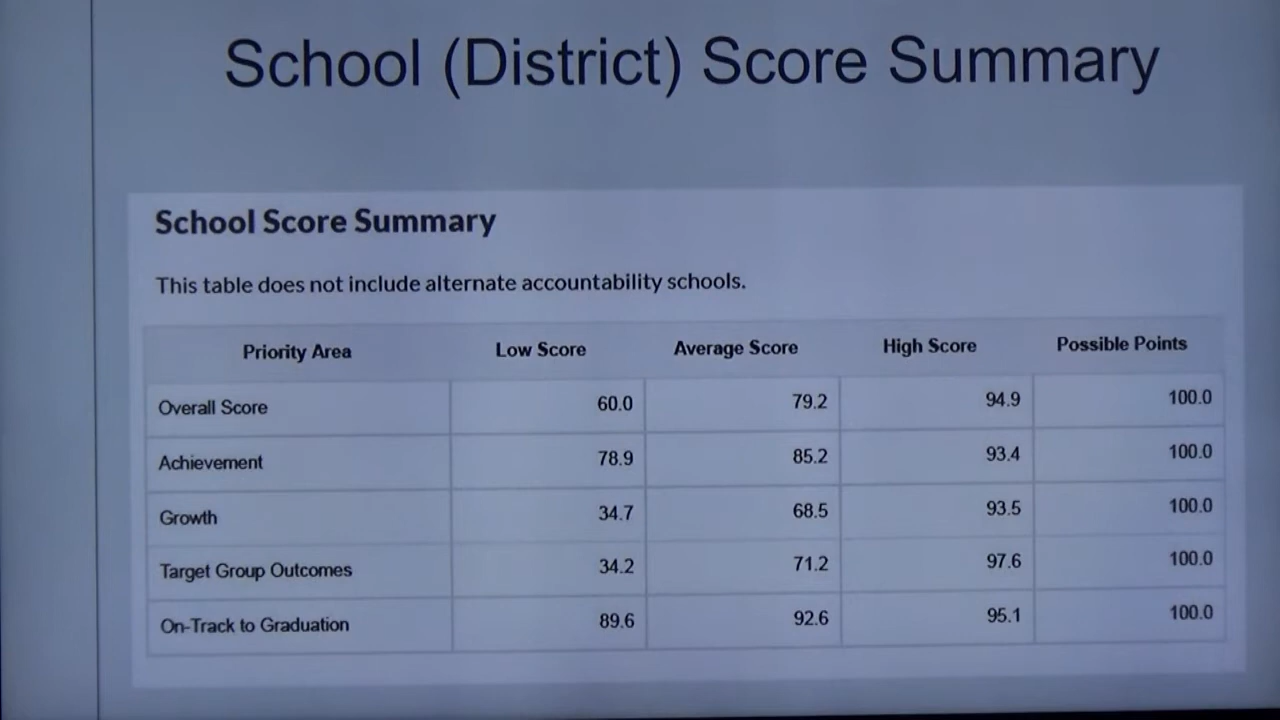 School (District) Score Summary
School Score Summary
This table does not include alternate accountability schools.
Priority Area Low Score Average Score High Score Possible Points
Overall Score 60.0 79.2 94.9 100.0
Achievement 78.9 85.2 93.4 100.0
Growth 34.7 68.5 93.5 100.0
Target Group Outcomes 34.2 71.2 97.6 100.0
On-Track to Graduation 89.6 92.6 95.1 100.0